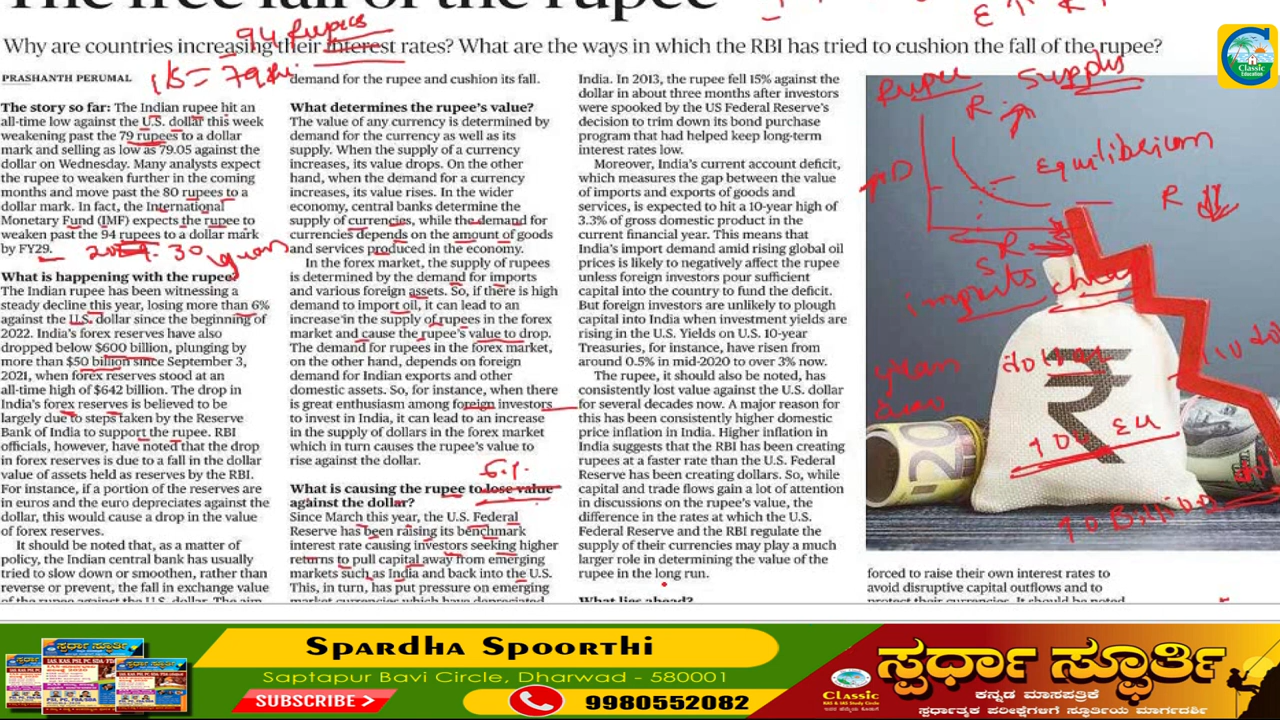 The free fall of the rupee
Why are countries increasing their interest rates? What are the ways in which the RBI has tried to cushion the fall of the rupee?
94 Rupees
1$ = 79
PRASHANTH PERUMAL
The story so far: The Indian rupee hit an
all-time low against the U.S. dollar this week
weakening past the 79 rupees to a dollar
mark and selling as low as 79.05 against the
dollar on Wednesday. Many analysts expect
the rupee to weaken further in the coming
months and move past the 80 rupees to a
dollar mark. In fact, the International
Monetary Fund (IMF) expects the rupee to
weaken past the 94 rupees to a dollar mark
by FY29.
30
What is happening with the rupee?
The Indian rupee has been witnessing a
steady decline this year, losing more than 6%
against the U.S. dollar since the beginning of
2022. India's forex reserves have also
dropped below $600 billion, plunging by
more than $50 billion since September 3,
2021, when forex reserves stood at an
all-time high of $642 billion. The drop in
India's forex reserves is believed to be
largely due to steps taken by the Reserve
Bank of India to support the rupee. RBI
officials, however, have noted that the drop
in forex reserves is due to a fall in the dollar
value of assets held as reserves by the RBI.
For instance, if a portion of the reserves are
in euros and the euro depreciates against the
dollar, this would cause a drop in the value
of forex reserves.
It should be noted that, as a matter of
policy, the Indian central bank has usually
tried to slow down or smoothen, rather than
reverse or prevent, the fall in exchange value
of the rupee against the U.S. dollar. The aim
demand for the rupee and cushion its fall.
What determines the rupee's value?
The value of any currency is determined by
demand for the currency as well as its
supply. When the supply of a currency
increases, its value drops. On the other
hand, when the demand for a currency
increases, its value rises. In the wider
economy, central banks determine the
supply of currencies, while the demand for
currencies depends on the amount of goods
and services produced in the economy.
In the forex market, the supply of rupees
is determined by the demand for imports
and various foreign assets. So, if there is high
demand to import oil, it can lead to an
increase in the supply of rupees in the forex
market and cause the rupee's value to drop.
The demand for rupees in the forex market,
on the other hand, depends on foreign
demand for Indian exports and other
domestic assets. So, for instance, when there
is great enthusiasm among foreign investors
to invest in India, it can lead to an increase
in the supply of dollars in the forex market
which in turn causes the rupee's value to
rise against the dollar.
What is causing the rupee to lose value
against the dollar?
Since March this year, the U.S. Federal
Reserve has been raising its benchmark
interest rate causing investors seeking higher
returns to pull capital away from emerging
markets such as India and back into the U.S.
This, in turn, has put pressure on emerging
market currencies which have depreciated
India. In 2013, the rupee fell 15% against the
dollar in about three months after investors
were spooked by the US Federal Reserve's
decision to trim down its bond purchase
program that had helped keep long-term
interest rates low.
Moreover, India's current account deficit,
which measures the gap between the value
of imports and exports of goods and
services, is expected to hit a 10-year high of
3.3% of gross domestic product in the
current financial year. This means that
India's import demand amid rising global oil
prices is likely to negatively affect the rupee
unless foreign investors pour sufficient
capital into the country to fund the deficit.
But foreign investors are unlikely to plough
capital into India when investment yields are
rising in the U.S. Yields on U.S. 10-year
Treasuries, for instance, have risen from
around 0.5% in mid-2020 to over 3% now.
The rupee, it should also be noted, has
consistently lost value against the U.S. dollar
for several decades now. A major reason for
this has been consistently higher domestic
price inflation in India. Higher inflation in
India suggests that the RBI has been creating
rupees at a faster rate than the U.S. Federal
Reserve has been creating dollars. So, while
capital and trade flows gain a lot of attention
in discussions on the rupee's value, the
difference in the rates at which the U.S.
Federal Reserve and the RBI regulate the
supply of their currencies may play a much
larger role in determining the value of the
rupee in the long run.
What lies ahead?
Rupee Supply
Equilibrium
D
R
SR
imports
dollar
forced to raise their own interest rates to
avoid disruptive capital outflows and to
protect their currencies. It should be noted
Classic
Education
Spardha Spoorthi
Saptapur Bavi Circle, Dharwad - 580001
SUBSCRIBE
9980552082
Classic
ಸ್ಪರ್ಧಾ ಸ್ಫೂರ್ತಿ
ಕನ್ನಡ ಮಾಸಪತ್ರಿಕೆ
ಸ್ಪರ್ಧಾತ್ಮಕ ಪರೀಕ್ಷೆಗಳಿಗೆ ಸ್ಫೂರ್ತಿಯ ಮಾರ್ಗದರ್ಶಿ